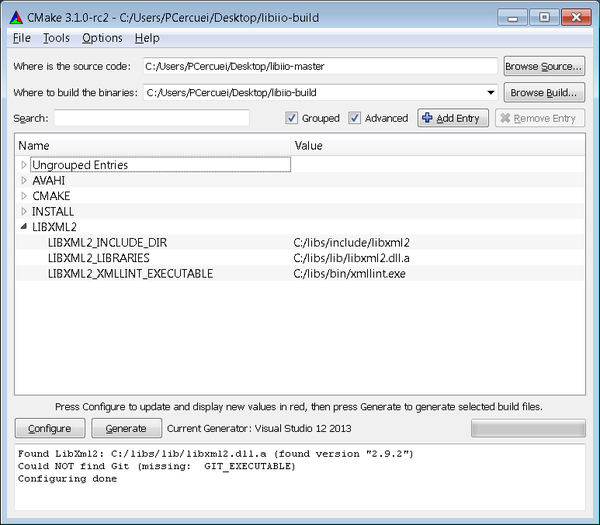 CMake 3.1.0-rc2 - C:/Users/PCercuei/Desktop/libiio-build
File Tools Options Help
Where is the source code: C:/Users/PCercuei/Desktop/libiio-master Browse Source...
Where to build the binaries: C:/Users/PCercuei/Desktop/libiio-build Browse Build...
Search: Grouped Advanced Add Entry Remove Entry
Name Value
Ungrouped Entries
AVAHI
CMAKE
INSTALL
LIBXML2
LIBXML2_INCLUDE_DIR C:/libs/include/libxml2
LIBXML2_LIBRARIES C:/libs/lib/libxml2.dll.a
LIBXML2_XMLLINT_EXECUTABLE C:/libs/bin/xmllint.exe
Press Configure to update and display new values in red, then press Generate to generate selected build files.
Configure Generate Current Generator: Visual Studio 12 2013
Found LibXml2: C:/libs/lib/libxml2.dll.a (found version "2.9.2")
Could NOT find Git (missing:  GIT_EXECUTABLE)
Configuring done